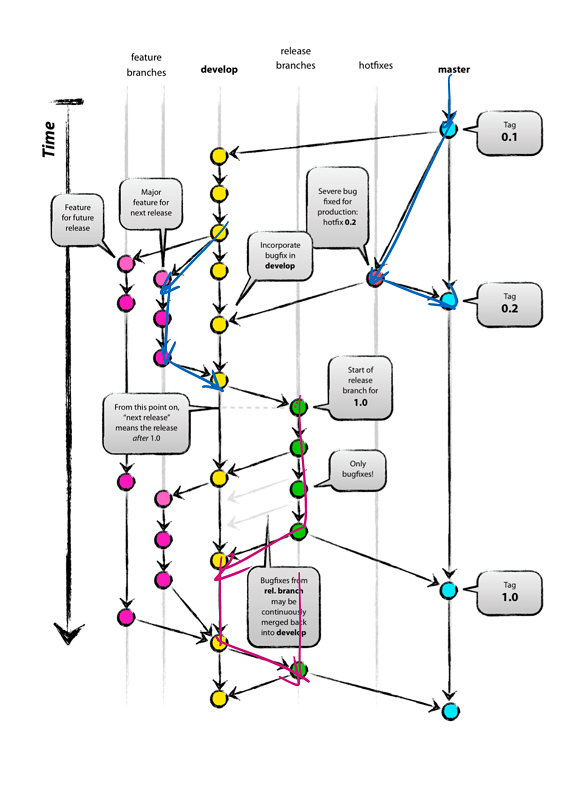 feature
branches
develop
release
branches
hotfixes
master
Time
Tag
0.1
Major
feature for
next release
Feature
for future
release
Severe bug
fixed for
production:
hotfix 0.2
Incorporate
bugfix in
develop
Tag
0.2
Start of
release
branch for
1.0
From this point on,
“next release”
means the release
after 1.0
Only
bugfixes!
Bugfixes from
rel. branch
may be
continuously
merged back
into develop
Tag
1.0